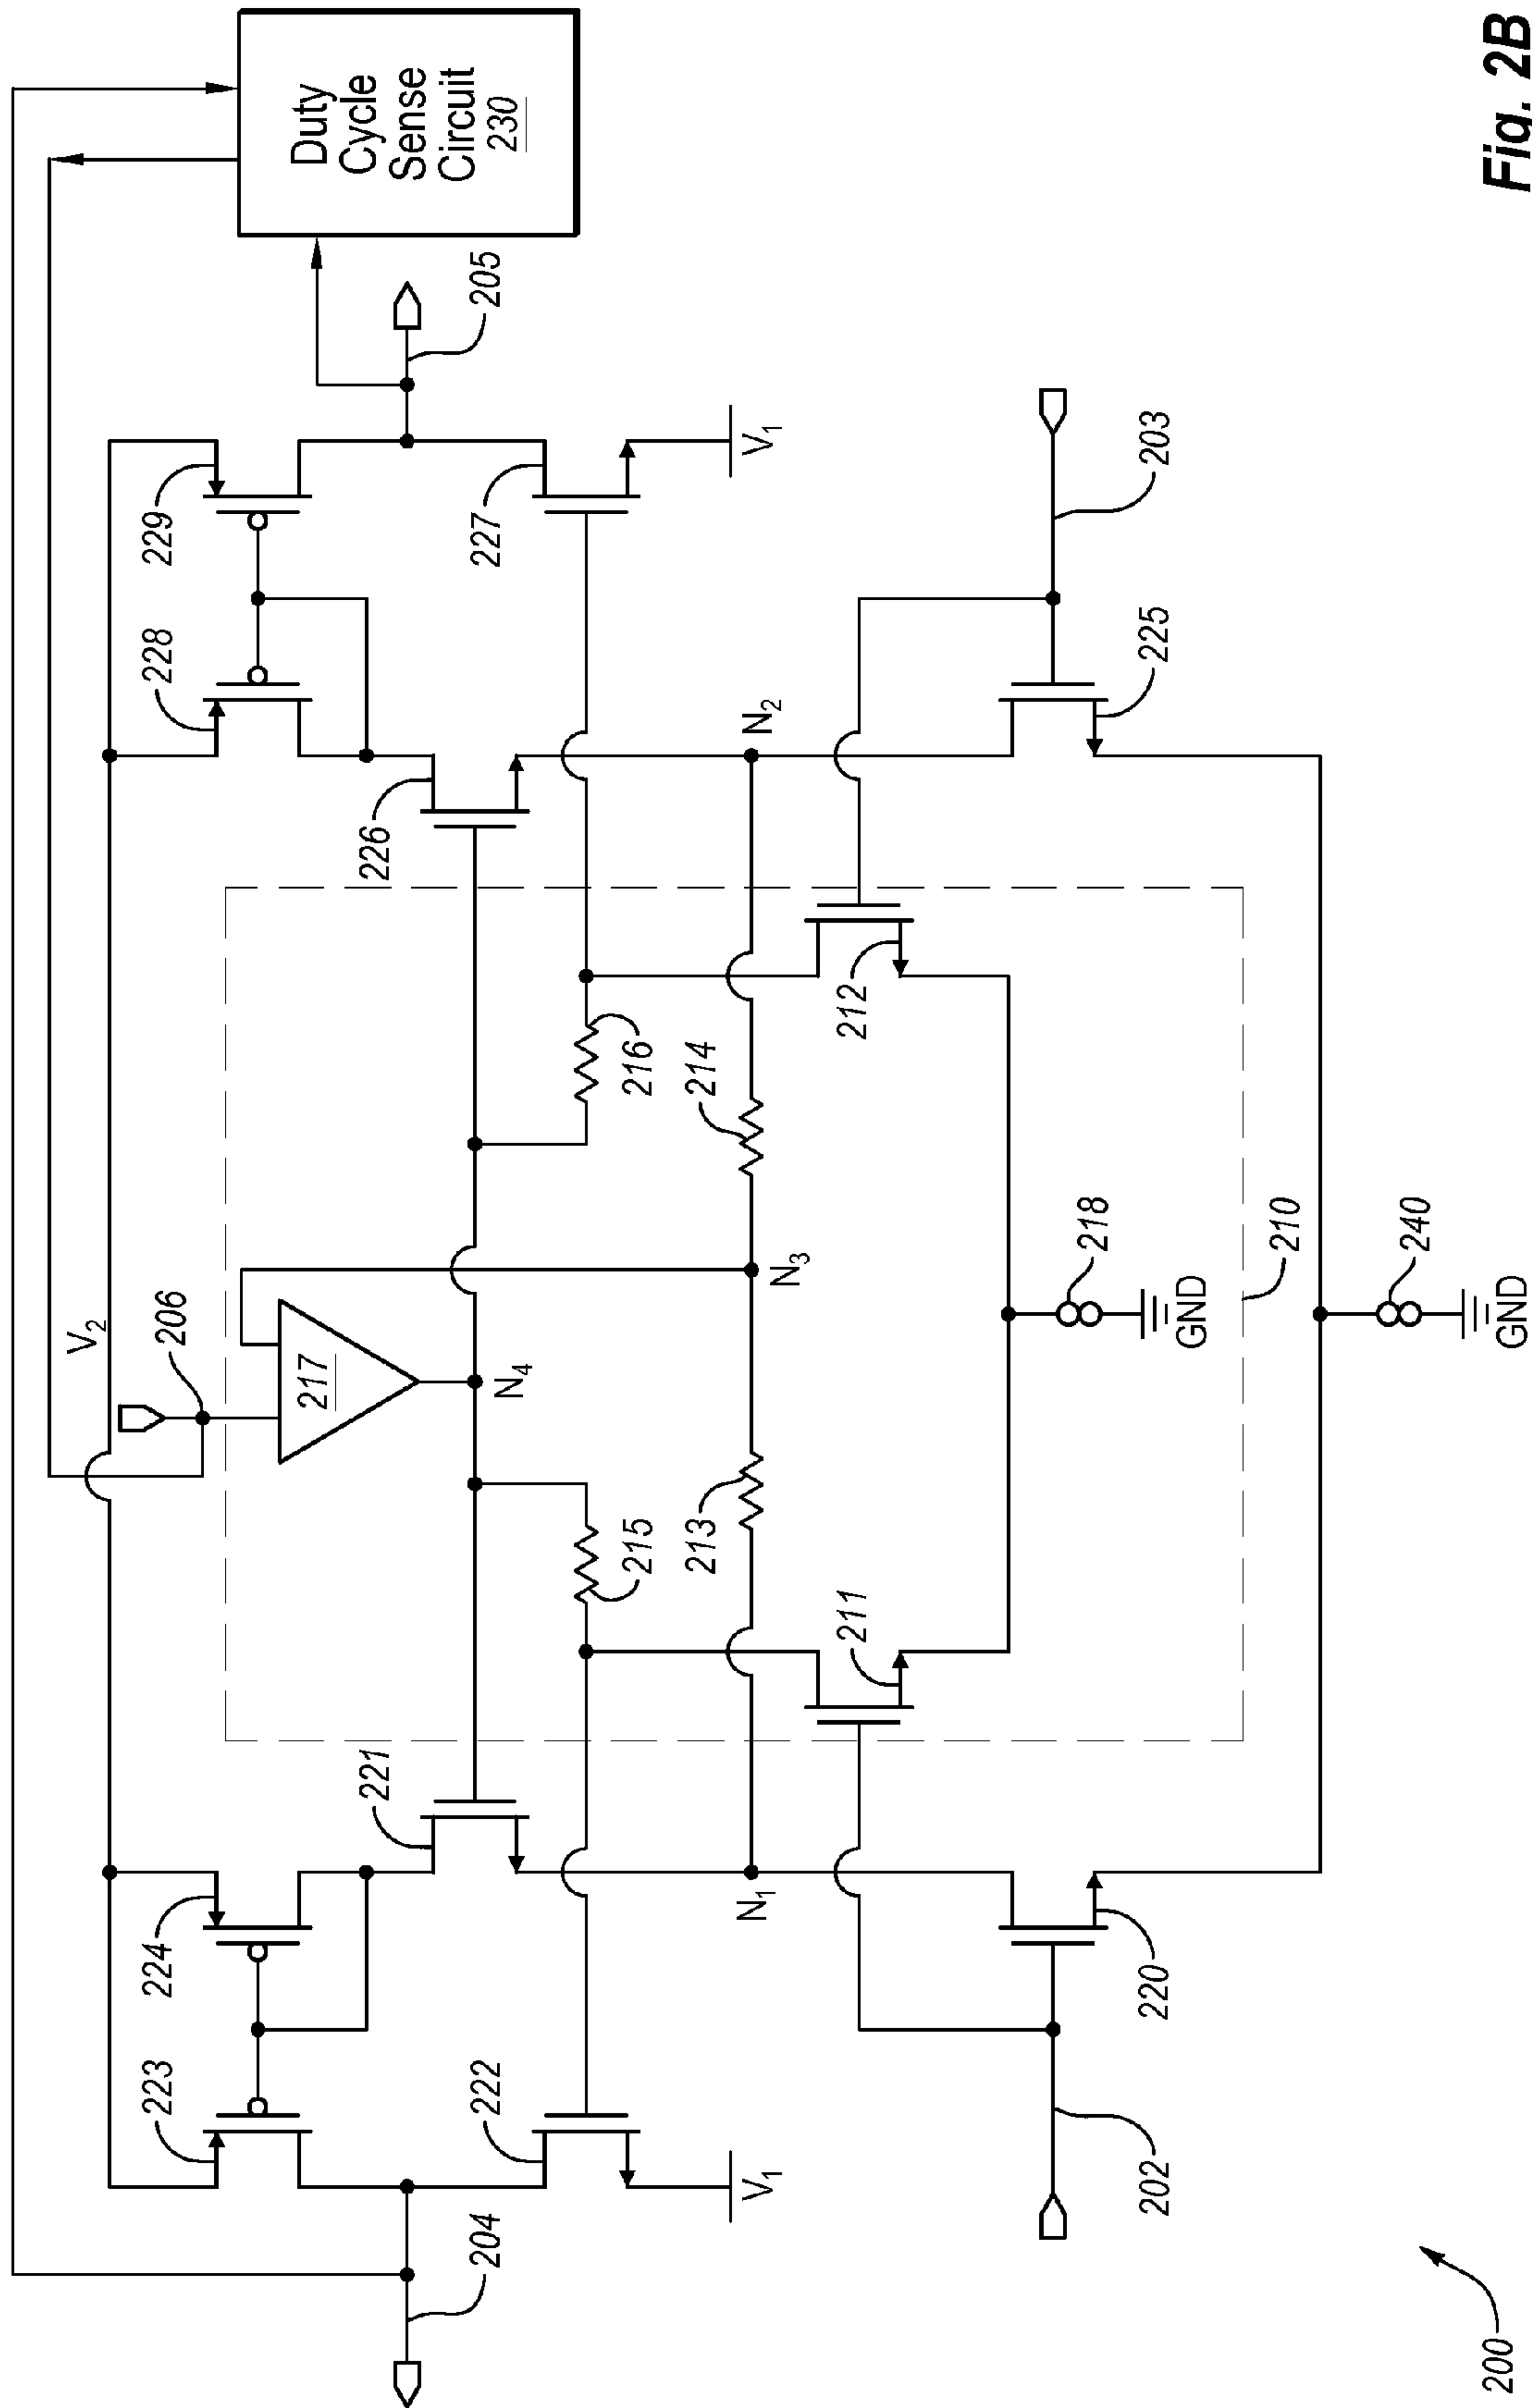 Duty
Cycle
Sense
Circuit
230
V2
206
229
228
205
227
V1
226
203
225
N2
217
N4
N3
216
214
212
215
213
211
218
GND
210
240
GND
221
224
223
222
V1
N1
204
220
202
200
Fig. 2B